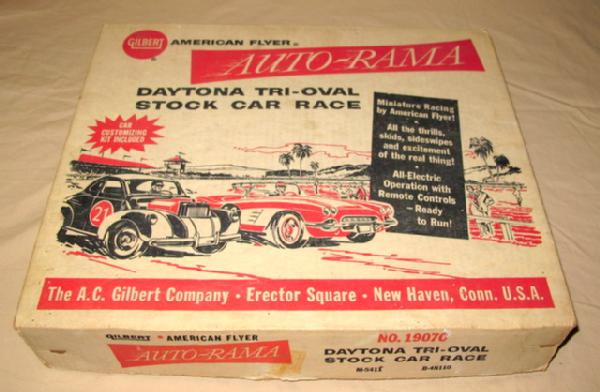 GILBERT
AMERICAN FLYER
AUTO-RAMA
DAYTONA TRI-OVAL
STOCK CAR RACE
CAR
CUSTOMIZING
KIT INCLUDED
Miniature Racing
by American Flyer!
All the thrills,
skids, sideswipes
and excitement
of the real thing!
All-Electric
Operation with
Remote Controls
— Ready
to Run!
21
The A.C. Gilbert Company • Erector Square • New Haven, Conn. U.S.A.
GILBERT AMERICAN FLYER
AUTO-RAMA
DAYTONA TRI-OVAL
STOCK CAR RACE